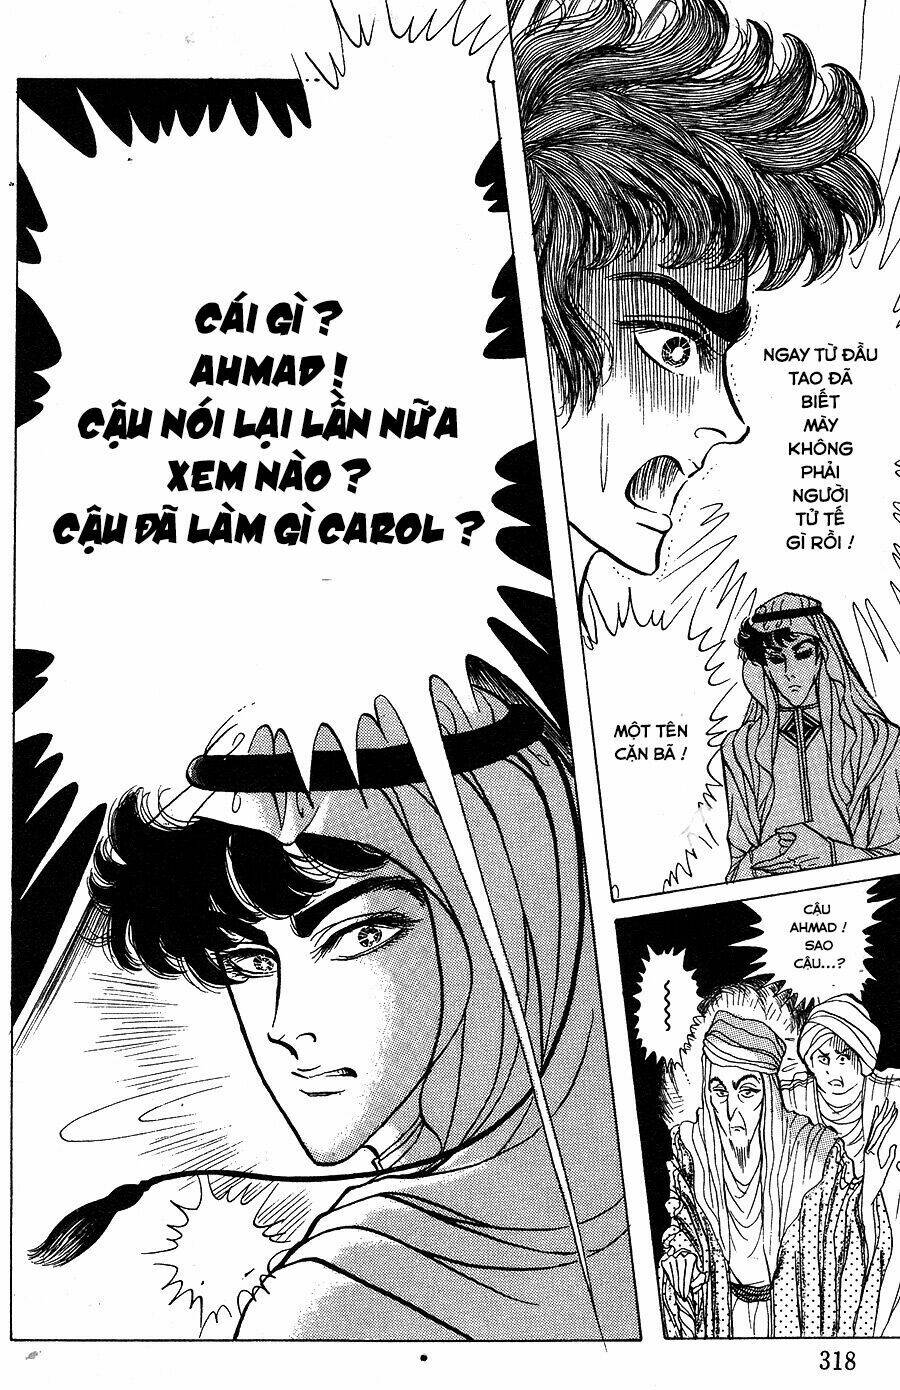 CÁI GÌ ?
AHMAD !
CẬU NÓI LẠI LẦN NỮA
XEM NÀO ?
CẬU ĐÃ LÀM GÌ CAROL ?
NGAY TỪ ĐẦU
TAO ĐÃ
BIẾT
MÀY
KHÔNG
PHẢI
NGƯỜI
TỬ TẾ
GÌ RỒI !
MỘT TÊN
CẶN BÃ !
CẬU
AHMAD !
SAO
CẬU...?
318